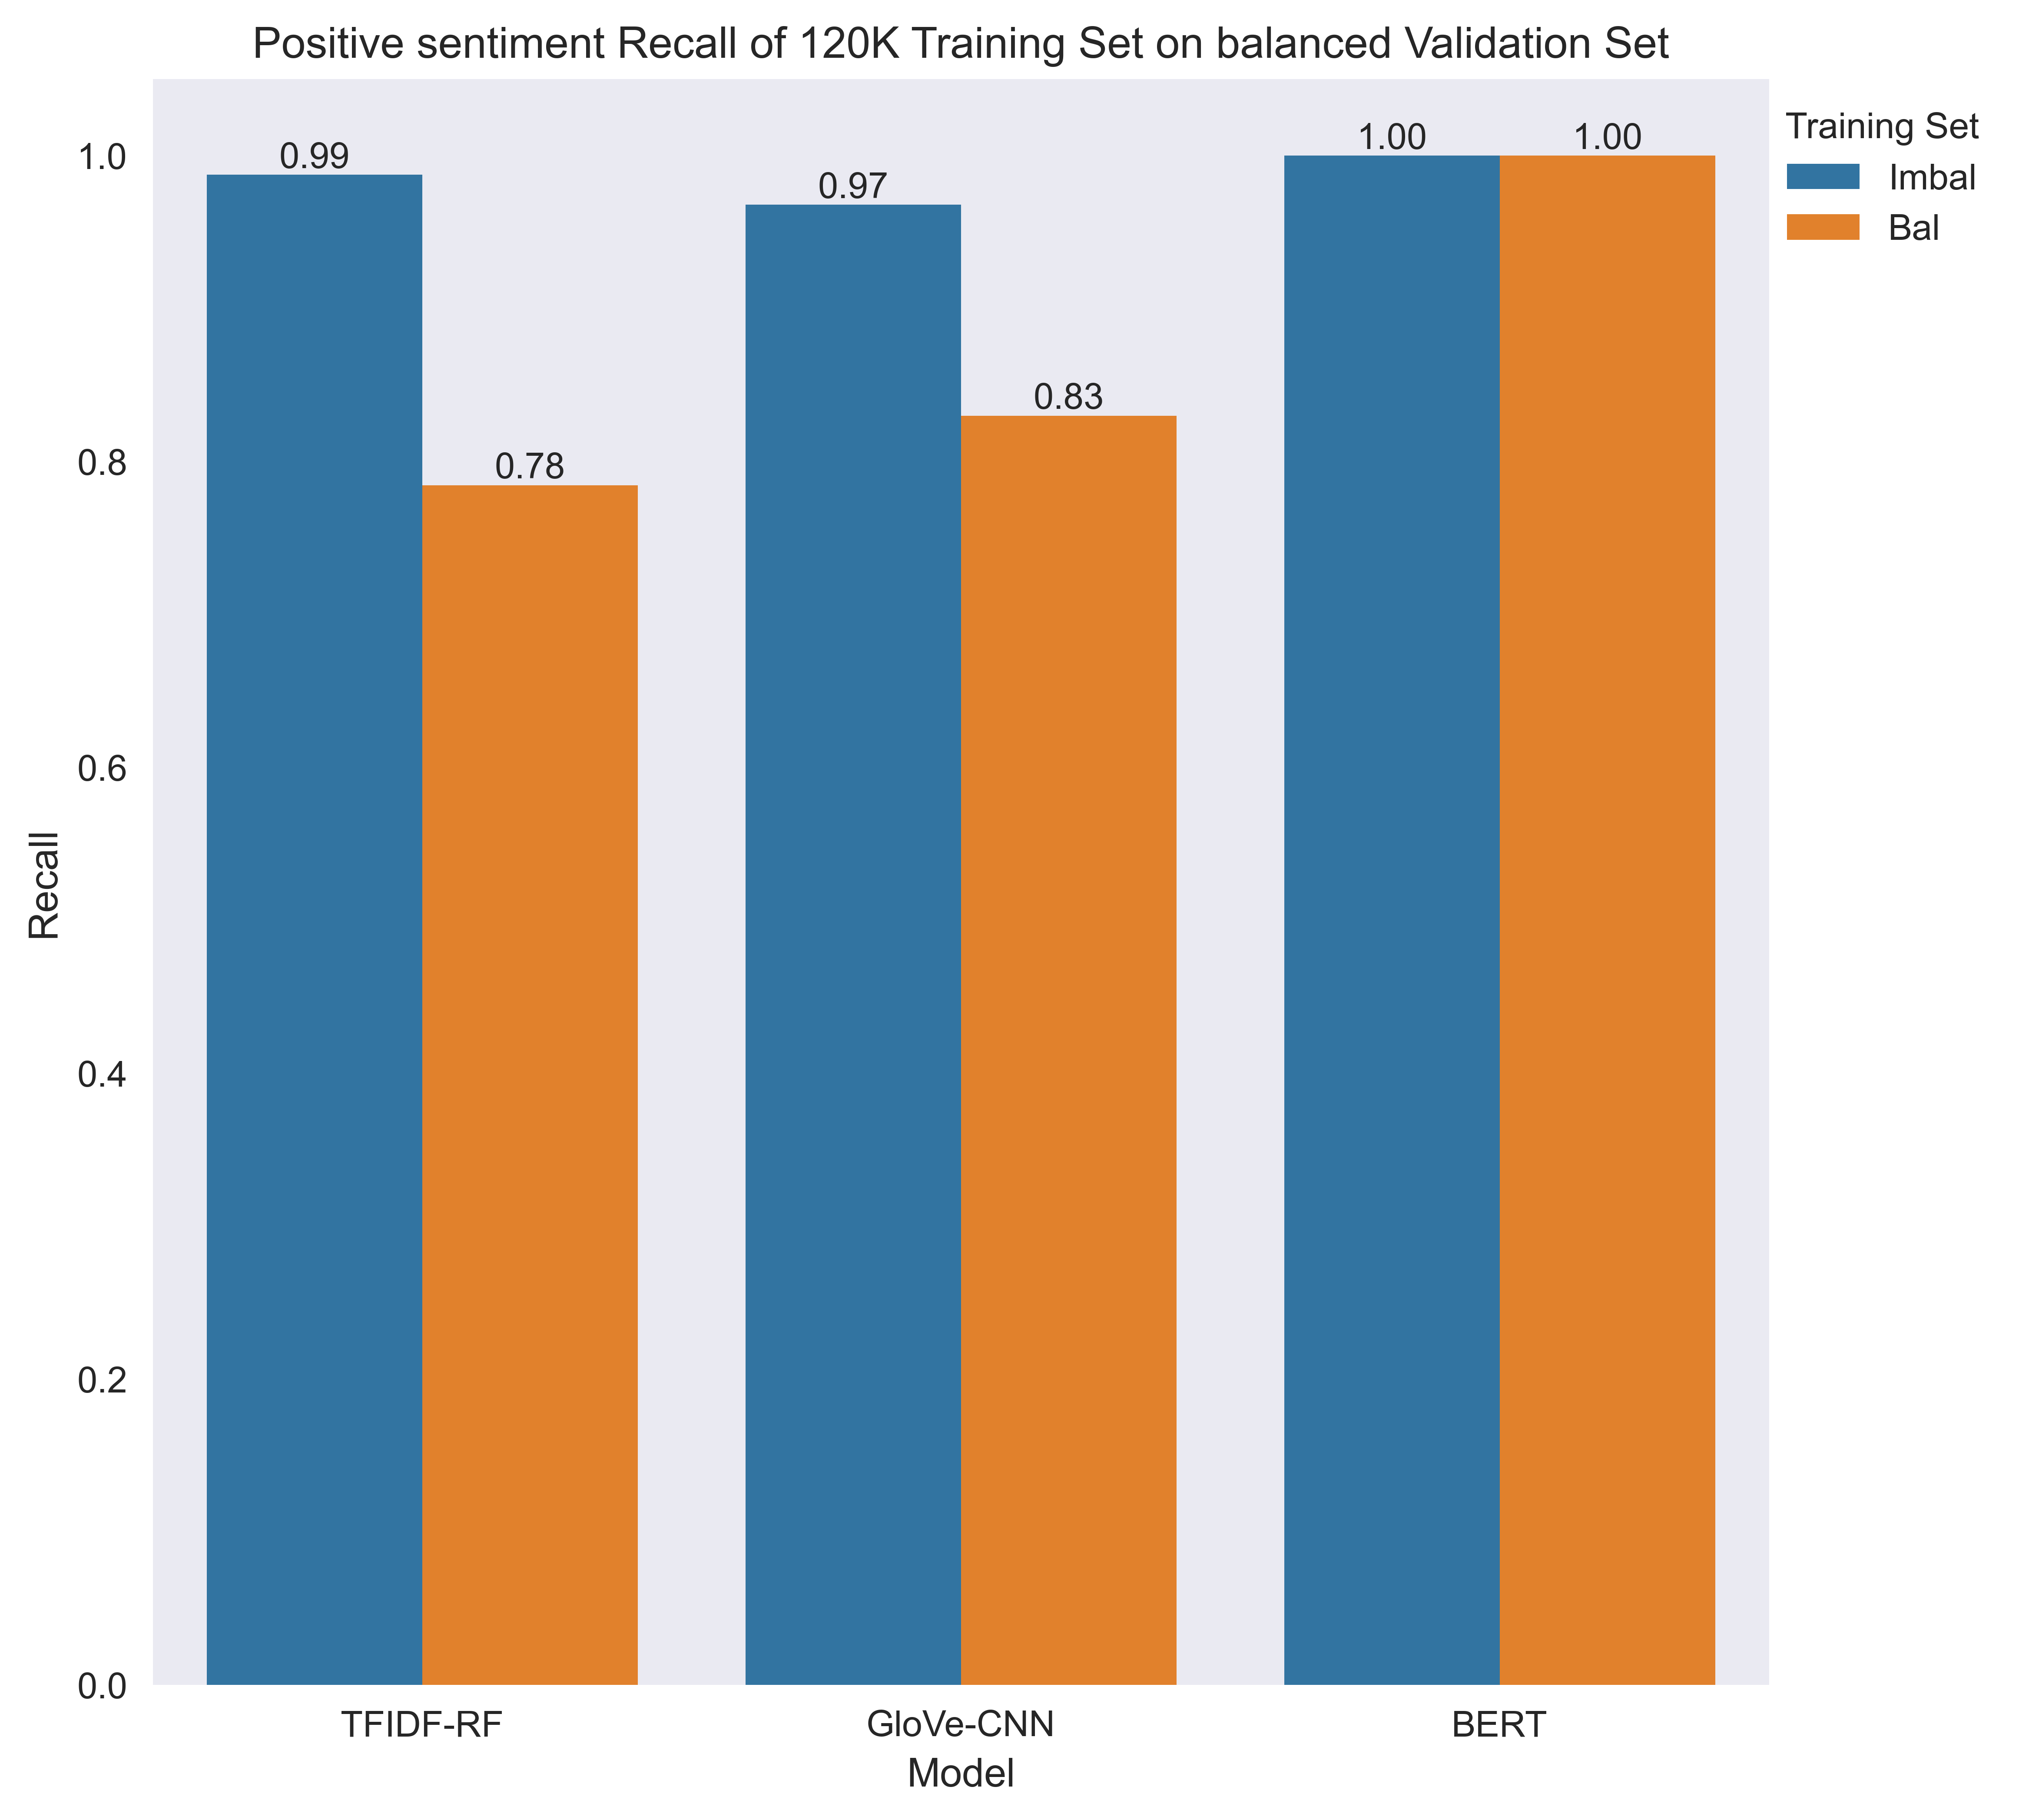 Positive sentiment Recall of 120K Training Set on balanced Validation Set
Training Set
Imbal
Bal
0.99
0.78
0.97
0.83
1.00
1.00
1.0
0.8
0.6
0.4
0.2
0.0
Recall
TFIDF-RF
GloVe-CNN
BERT
Model